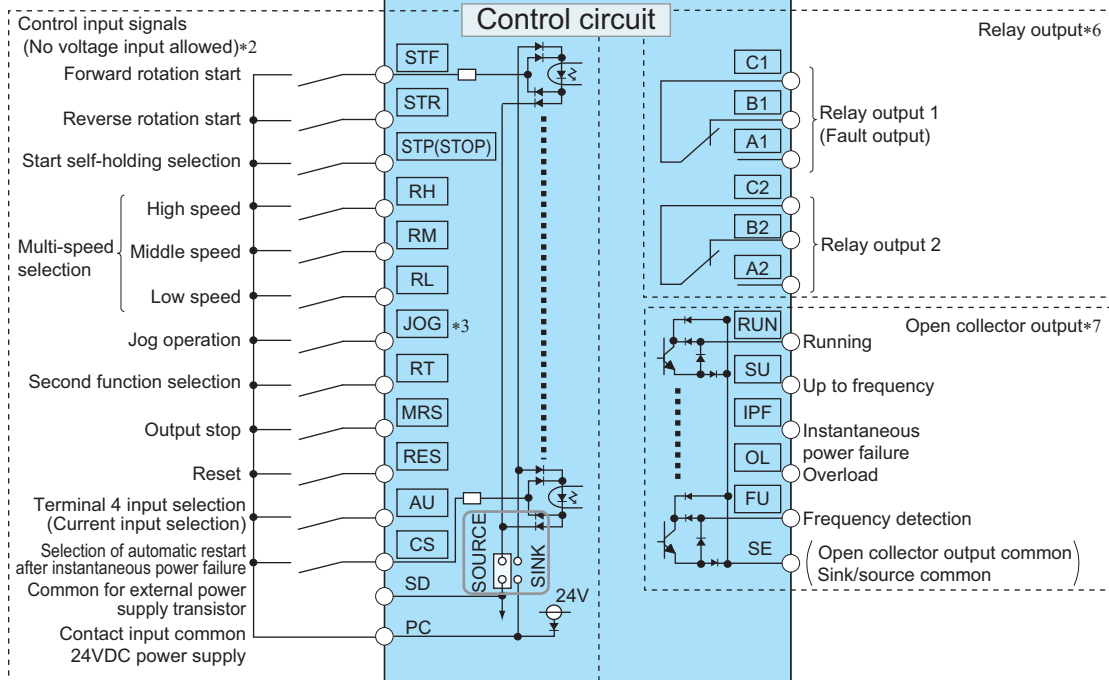 Control circuit
Control input signals
(No voltage input allowed)*2
Forward rotation start
Reverse rotation start
Start self-holding selection
Multi-speed
selection
High speed
Middle speed
Low speed
Jog operation
Second function selection
Output stop
Reset
Terminal 4 input selection
(Current input selection)
Selection of automatic restart
after instantaneous power failure
Common for external power
supply transistor
Contact input common
24VDC power supply
STF
STR
STP(STOP)
RH
RM
RL
JOG *3
RT
MRS
RES
AU
CS
SD
PC
SOURCE
SINK
24V
Relay output*6
C1
B1
A1
Relay output 1
(Fault output)
C2
B2
A2
Relay output 2
Open collector output*7
RUN
Running
SU
Up to frequency
IPF
Instantaneous
power failure
OL
Overload
FU
Frequency detection
SE
Open collector output common
Sink/source common